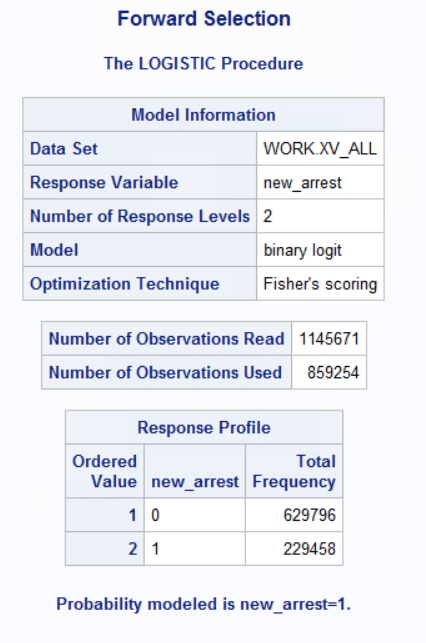 Forward Selection
The LOGISTIC Procedure
Model Information
Data Set WORK.XV_ALL
Response Variable new_arrest
Number of Response Levels 2
Model binary logit
Optimization Technique Fisher's scoring
Number of Observations Read 1145671
Number of Observations Used 859254
Response Profile
Ordered Value new_arrest Total Frequency
1 0 629796
2 1 229458
Probability modeled is new_arrest=1.